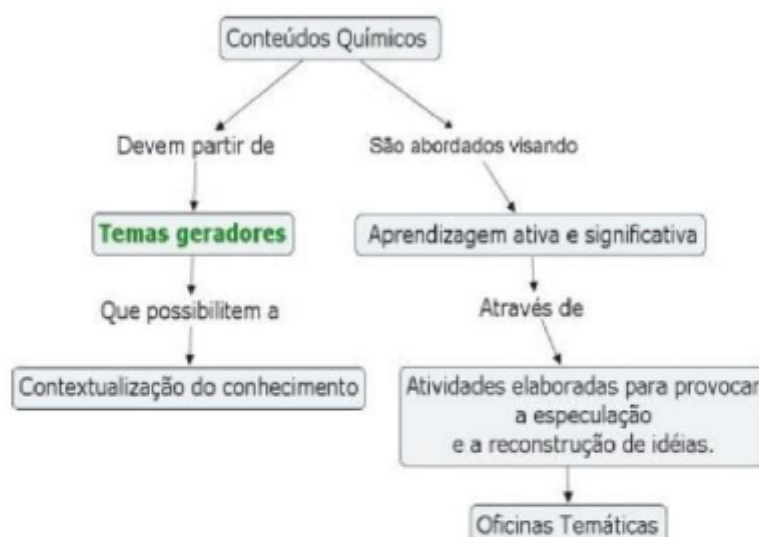 Conteúdos Químicos
Devem partir de
São abordados visando
Temas geradores
Aprendizagem ativa e significativa
Que possibilitem a
Através de
Contextualização do conhecimento
Atividades elaboradas para provocar
a especulação
e a reconstrução de idéias.
Oficinas Temáticas